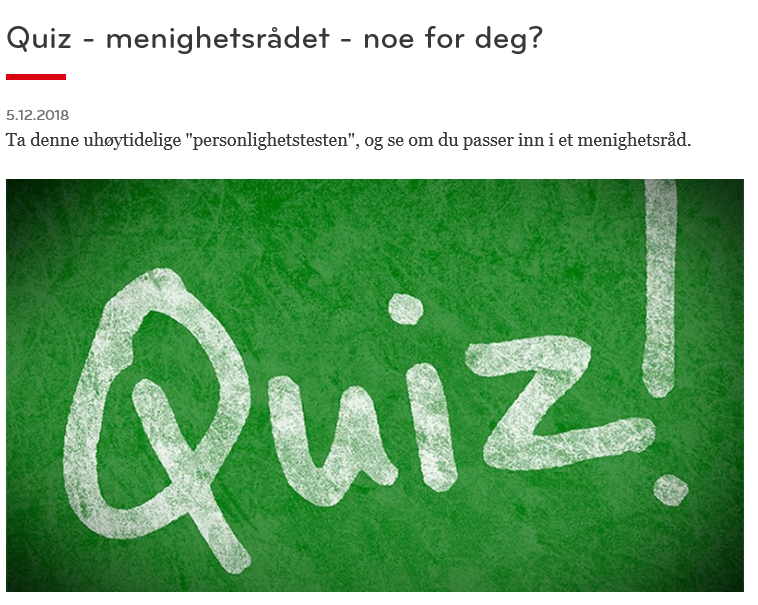 Quiz - menighetsrådet - noe for deg?
5.12.2018
Ta denne uhøytidelige "personlighetstesten", og se om du passer inn i et menighetsråd.
Quiz!